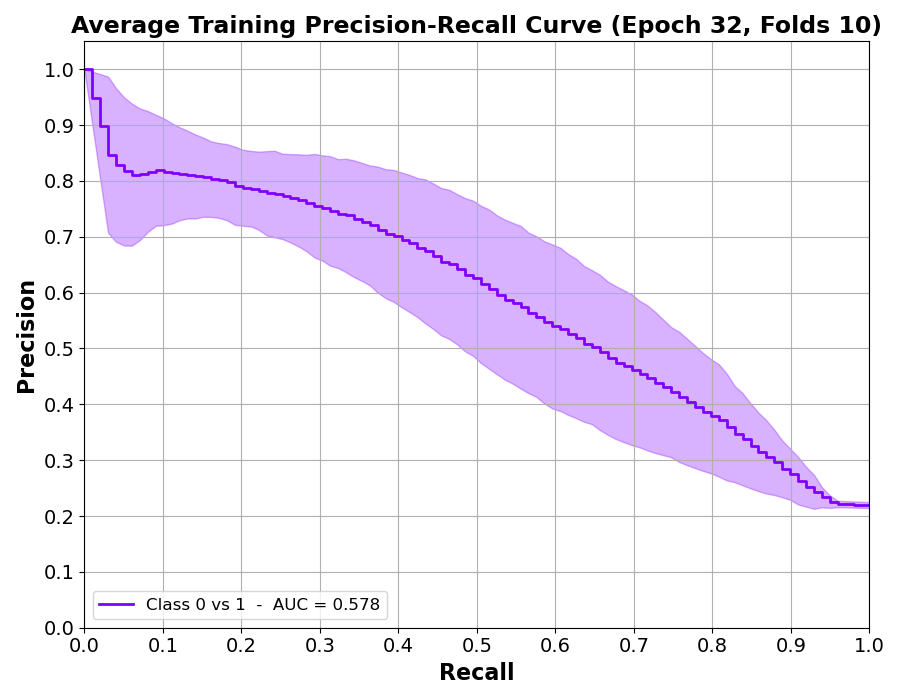 Average Training Precision-Recall Curve (Epoch 32, Folds 10)
1.0
0.9
0.8
0.7
0.6
0.5
0.4
0.3
0.2
0.1
0.0
Precision
Class 0 vs 1 - AUC = 0.578
0.0 0.1 0.2 0.3 0.4 0.5 0.6 0.7 0.8 0.9 1.0
Recall